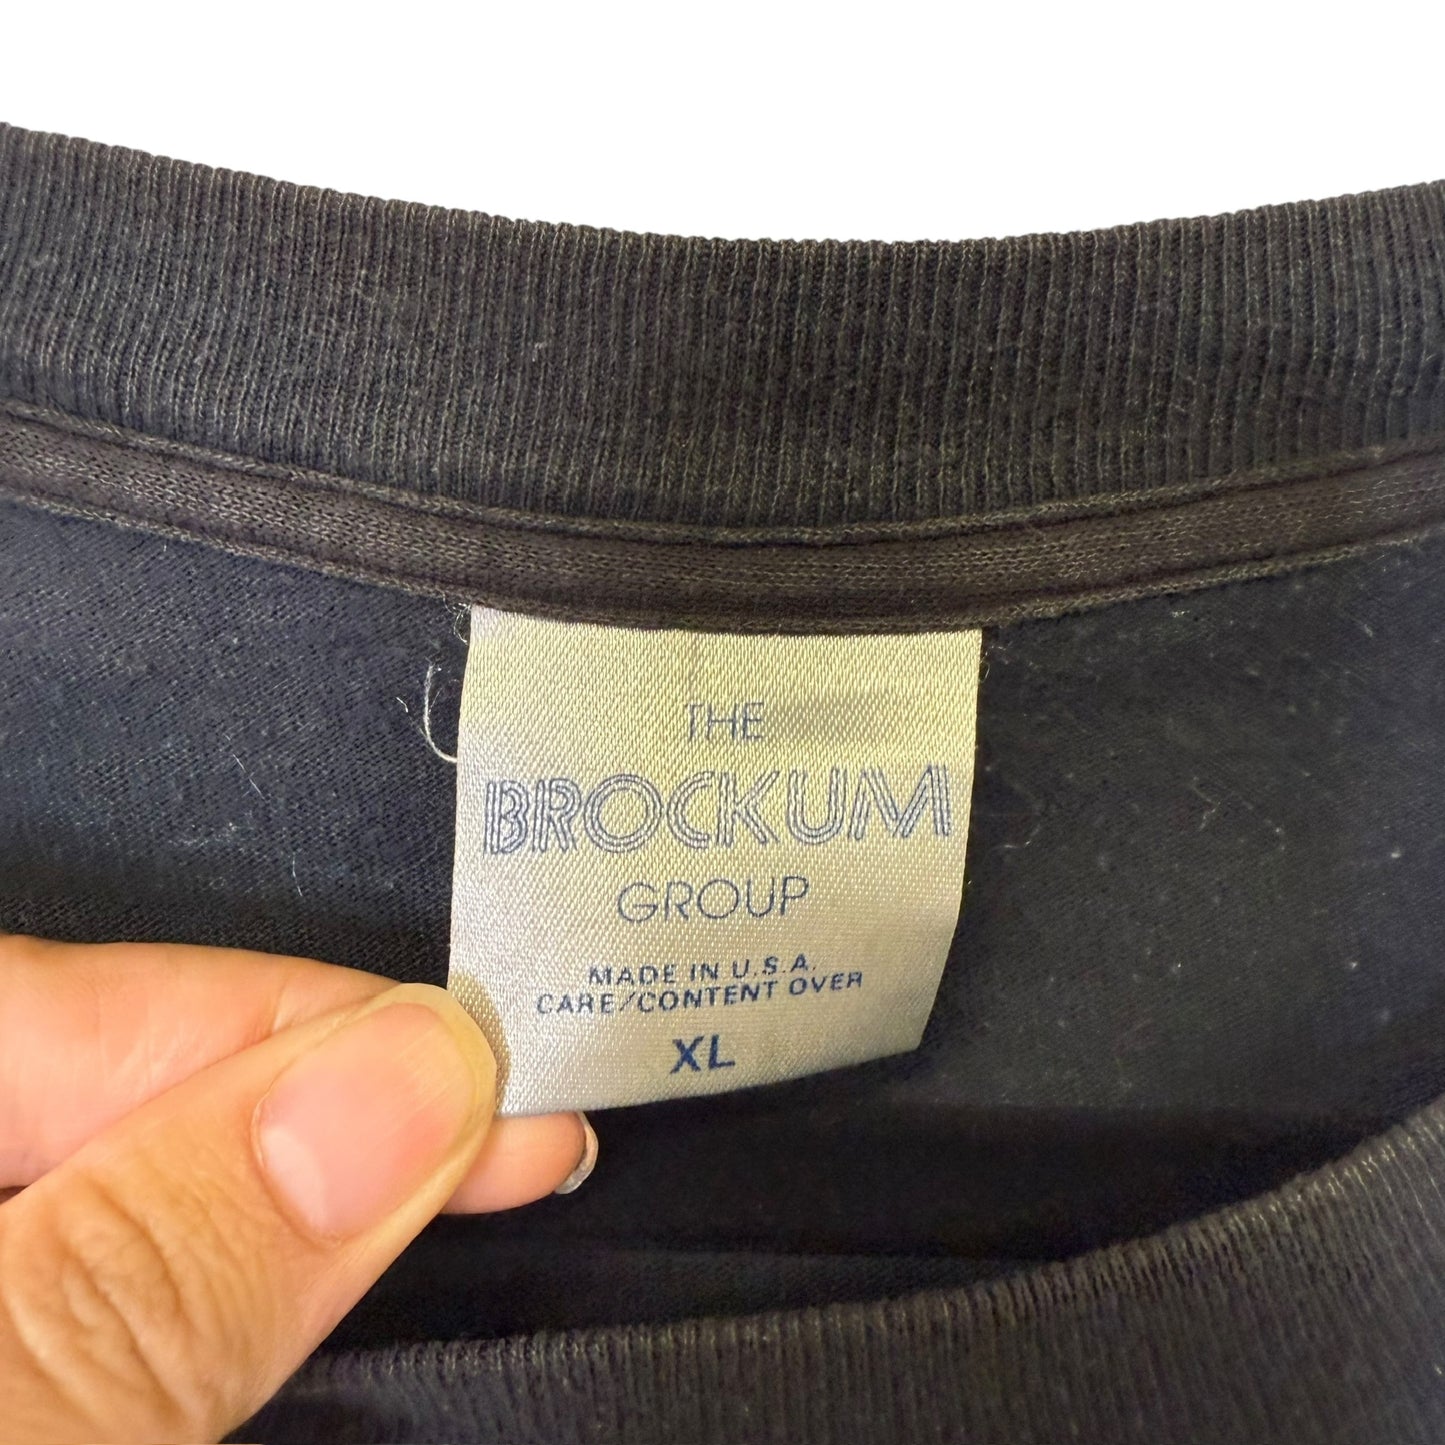 THE
BROCKUM
GROUP
MADE IN U.S.A.
CARE/CONTENT OVER
XL